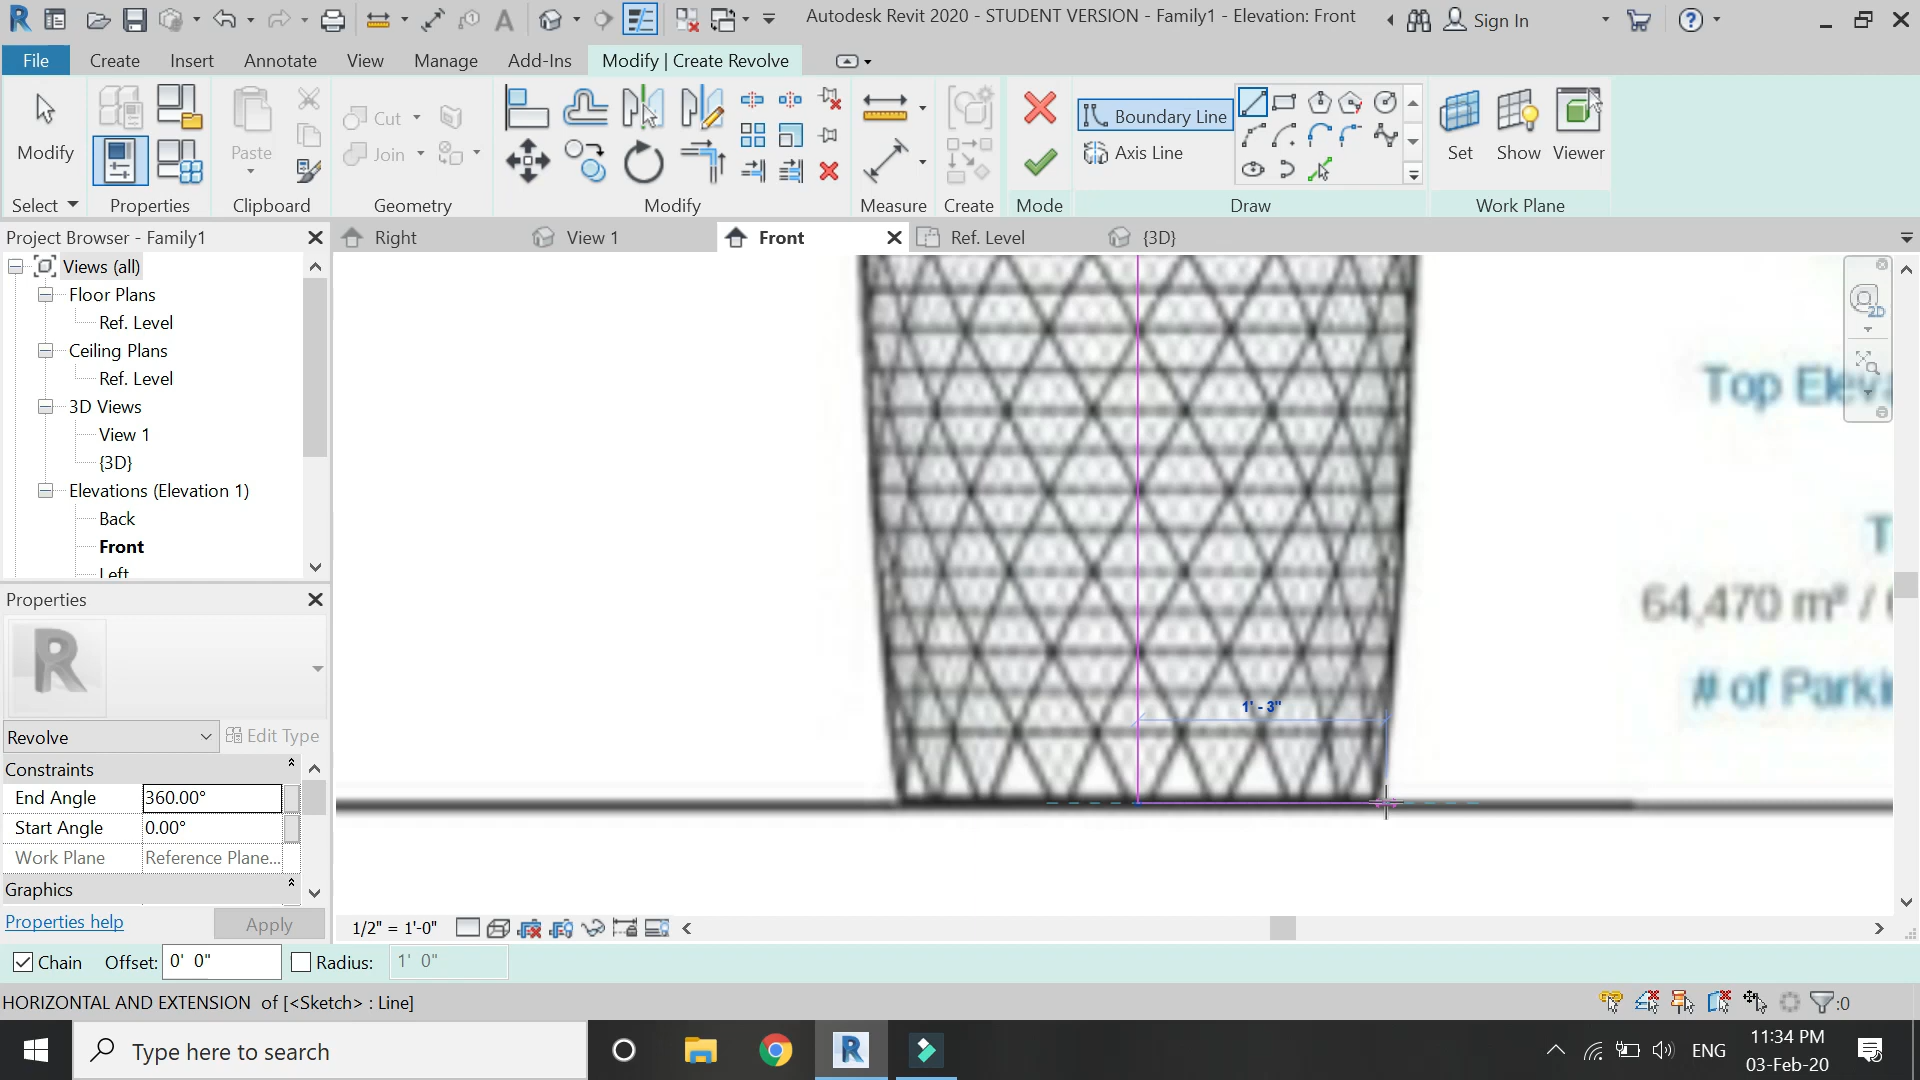 Autodesk Revit 2020 - STUDENT VERSION - Family1 - Elevation: Front
Sign In
File
Create
Insert
Annotate
View
Manage
Add-Ins
Modify | Create Revolve
Modify
Paste
Cut
Join
Boundary Line
Axis Line
Set
Show
Viewer
Select
Properties
Clipboard
Geometry
Modify
Measure
Create
Mode
Draw
Work Plane
Project Browser - Family1
Right
View 1
Front
Ref. Level
{3D}
Views (all)
Floor Plans
Ref. Level
Ceiling Plans
Ref. Level
3D Views
View 1
{3D}
Elevations (Elevation 1)
Back
Front
Left
2D
Top Eleva
T
64,470 m² /
# of Parki
1' - 3"
Properties
R
Revolve
Edit Type
Constraints
End Angle 360.00°
Start Angle 0.00°
Work Plane Reference Plane...
Graphics
Properties help
Apply
1/2" = 1'-0"
Chain
Offset: 0' 0"
Radius: 1' 0"
HORIZONTAL AND EXTENSION of [<Sketch> : Line]
:0
Type here to search
ENG
11:34 PM
03-Feb-20